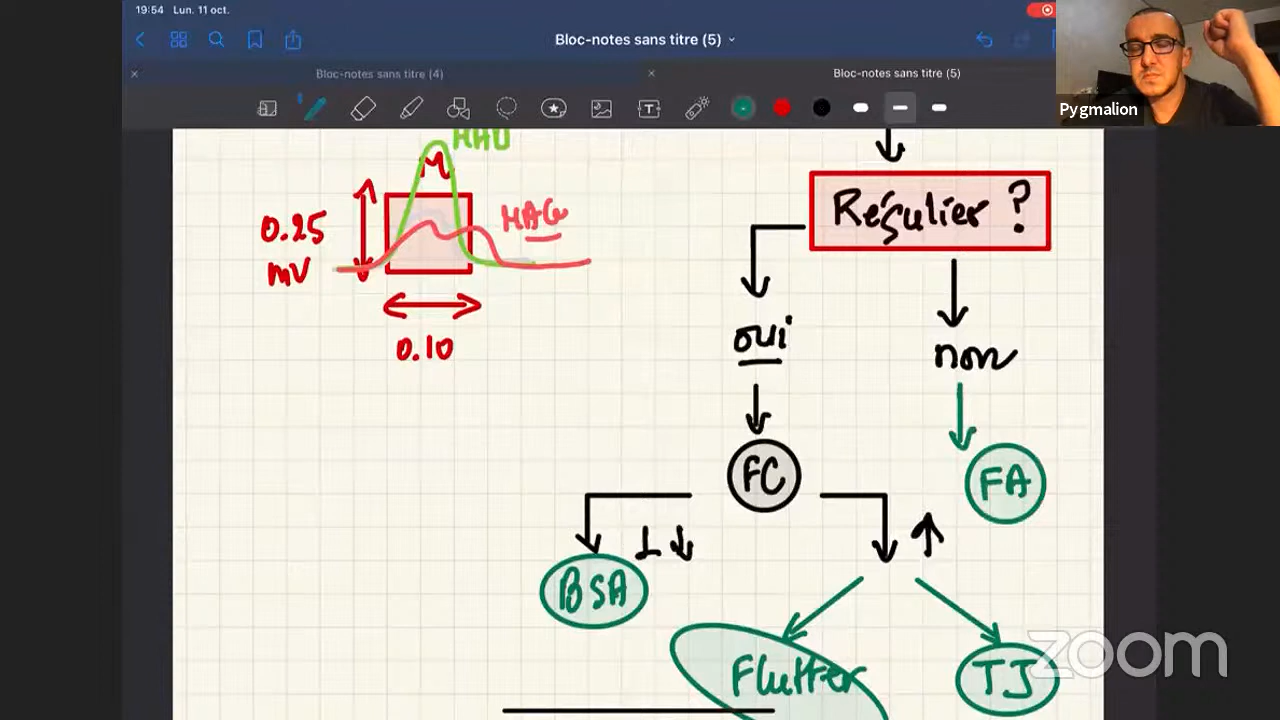 19:54 Lun. 11 oct.
Bloc-notes sans titre (5)
Bloc-notes sans titre (4)
Bloc-notes sans titre (5)
Pygmalion
HAD
M
HAG
0.25
mV
0.10
Régulier ?
oui
non
FC
FA
BSA
Flutter
TJ
zoom